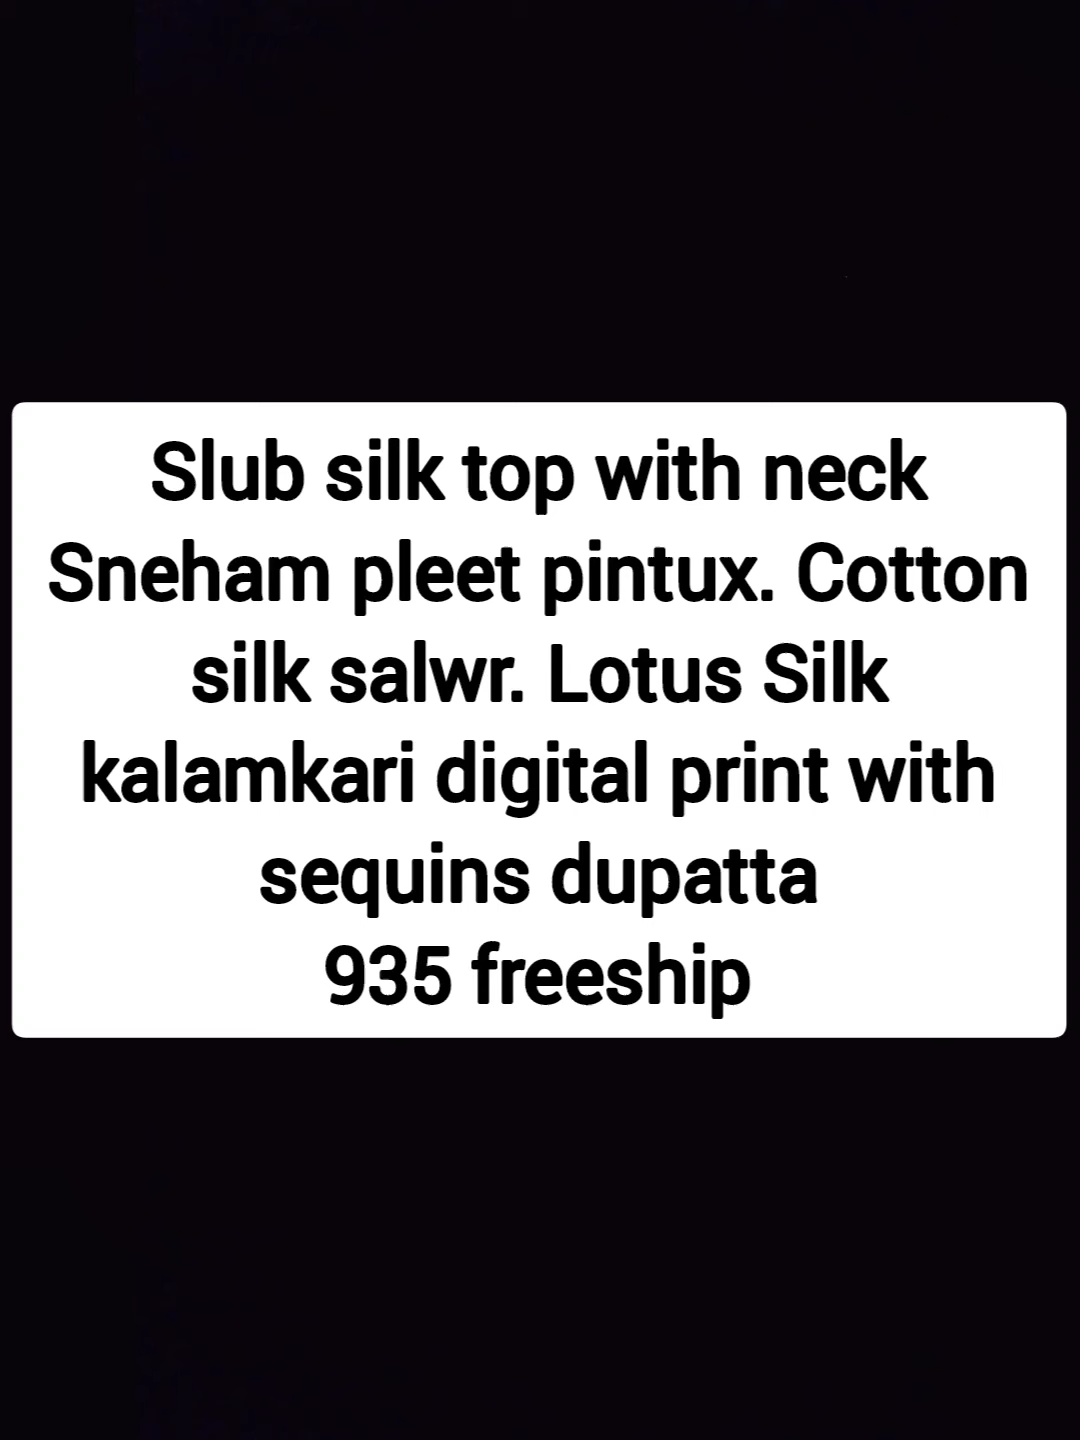 Slub silk top with neck
Sneham pleet pintux. Cotton
silk salwr. Lotus Silk
kalamkari digital print with
sequins dupatta
935 freeship